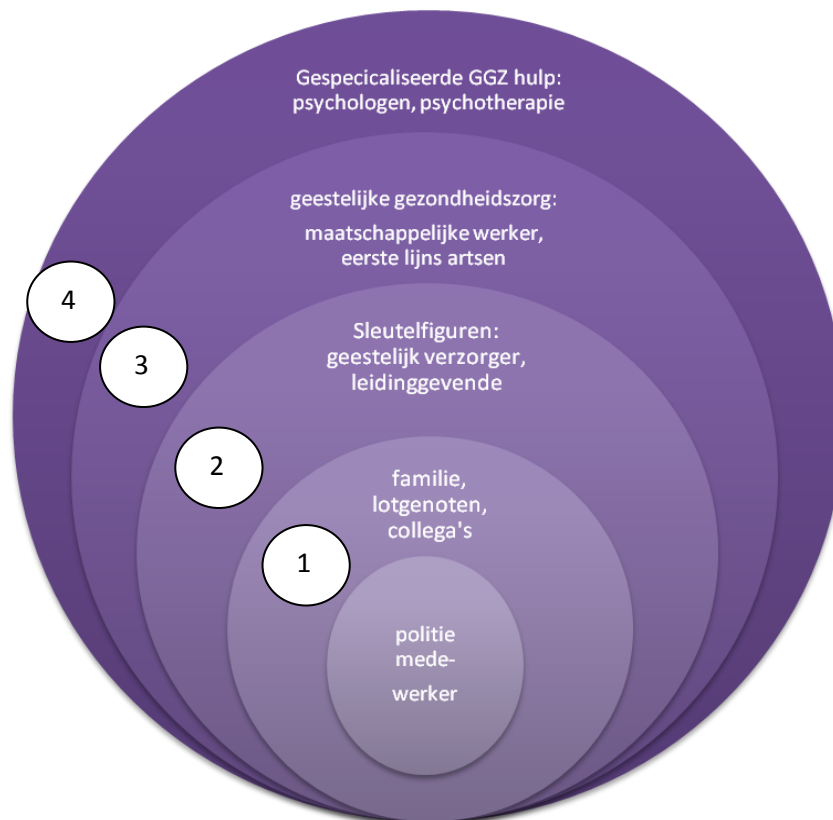 Gespecicaliseerde GGZ hulp:
psychologen, psychotherapie
geestelijke gezondheidszorg:
maatschappelijke werker,
eerste lijns artsen
4
Sleutelfiguren:
geestelijk verzorger,
leidinggevende
3
2
familie,
lotgenoten,
collega's
1
politie
mede-
werker